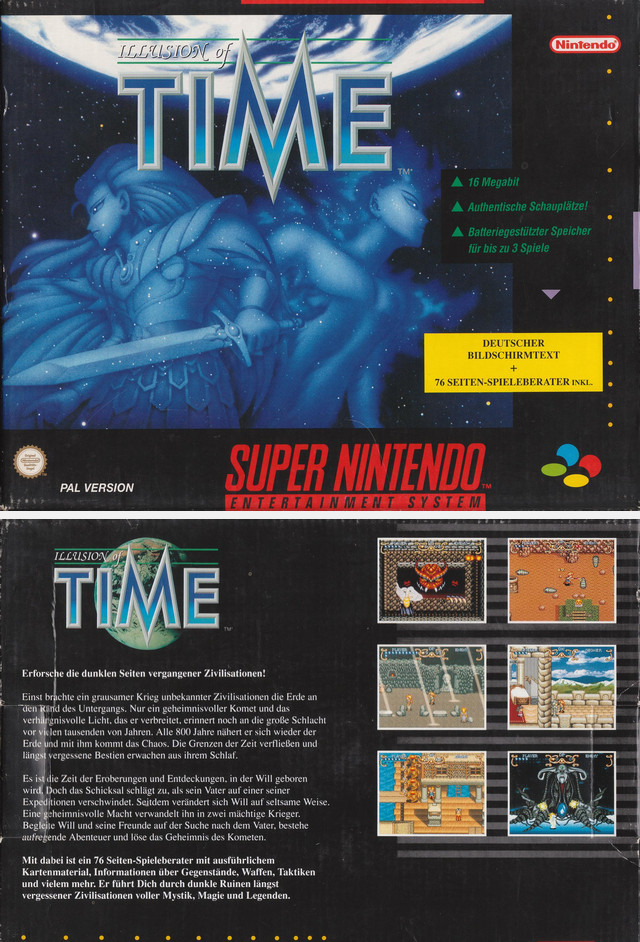 ILLUSION of
TIME™
Nintendo
16 Megabit
Authentische Schauplätze!
Batteriegestützter Speicher
für bis zu 3 Spiele
DEUTSCHER
BILDSCHIRMTEXT
+
76 SEITEN-SPIELEBERATER INKL.
PAL VERSION
SUPER NINTENDO™
ENTERTAINMENT SYSTEM
ILLUSION of
TIME™
Erforsche die dunklen Seiten vergangener Zivilisationen!
Einst brachte ein grausamer Krieg unbekannter Zivilisationen die Erde an
den Rand des Untergangs. Nur ein geheimnisvoller Komet und das
verhängnisvolle Licht, das er verbreitet, erinnert noch an die große Schlacht
vor vielen tausenden von Jahren. Alle 800 Jahre nähert er sich wieder der
Erde und mit ihm kommt das Chaos. Die Grenzen der Zeit verfließen und
längst vergessene Bestien erwachen aus ihrem Schlaf.
Es ist die Zeit der Eroberungen und Entdeckungen, in der Will geboren
wird. Doch das Schicksal schlägt zu, als sein Vater auf einer seiner
Expeditionen verschwindet. Seitdem verändert sich Will auf seltsame Weise.
Eine geheimnisvolle Macht verwandelt ihn in zwei mächtige Krieger.
Begleite Will und seine Freunde auf der Suche nach dem Vater, bestehe
aufregende Abenteuer und löse das Geheimnis des Kometen.
Mit dabei ist ein 76 Seiten-Spieleberater mit ausführlichem
Kartenmaterial, Informationen über Gegenstände, Waffen, Taktiken
und vielem mehr. Er führt Dich durch dunkle Ruinen längst
vergessener Zivilisationen voller Mystik, Magie und Legenden.